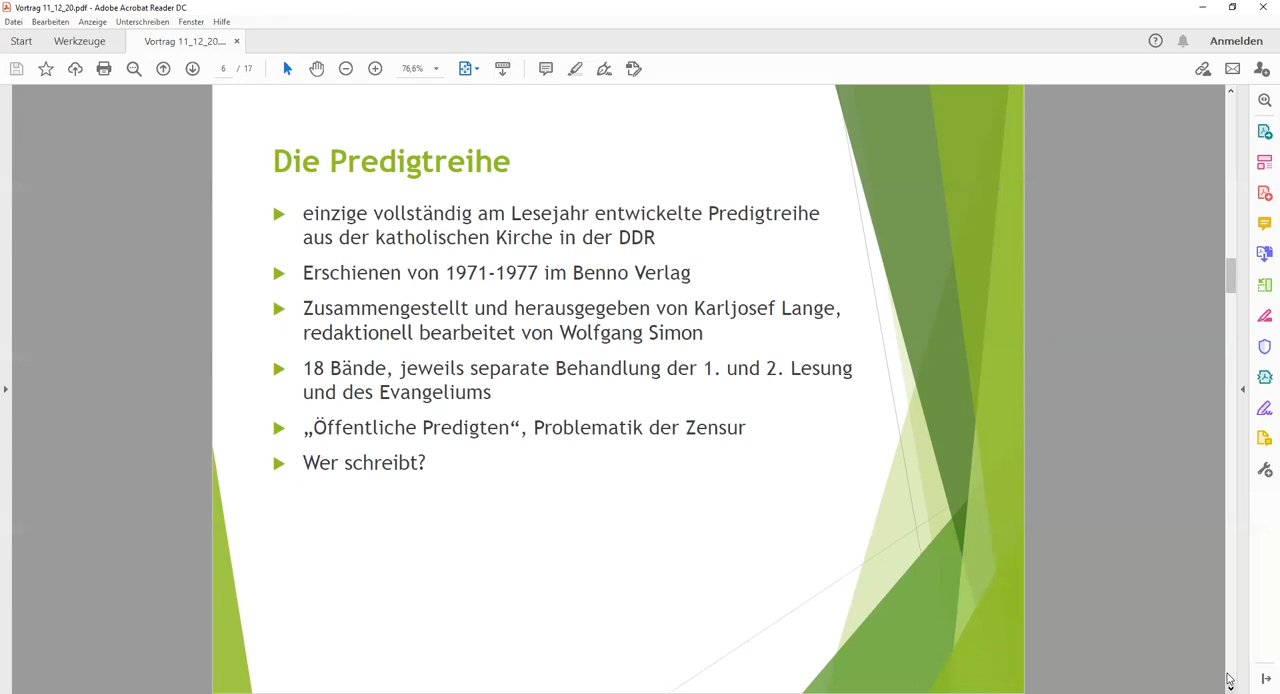 Vortrag 11_12_20.pdf - Adobe Acrobat Reader DC
Datei Bearbeiten Anzeige Unterschreiben Fenster Hilfe
Start Werkzeuge Vortrag 11_12_20.... × Anmelden
6 / 17 76,6%
Die Predigtreihe
einzige vollständig am Lesejahr entwickelte Predigtreihe
aus der katholischen Kirche in der DDR
Erschienen von 1971-1977 im Benno Verlag
Zusammengestellt und herausgegeben von Karljosef Lange,
redaktionell bearbeitet von Wolfgang Simon
18 Bände, jeweils separate Behandlung der 1. und 2. Lesung
und des Evangeliums
„Öffentliche Predigten“, Problematik der Zensur
Wer schreibt?